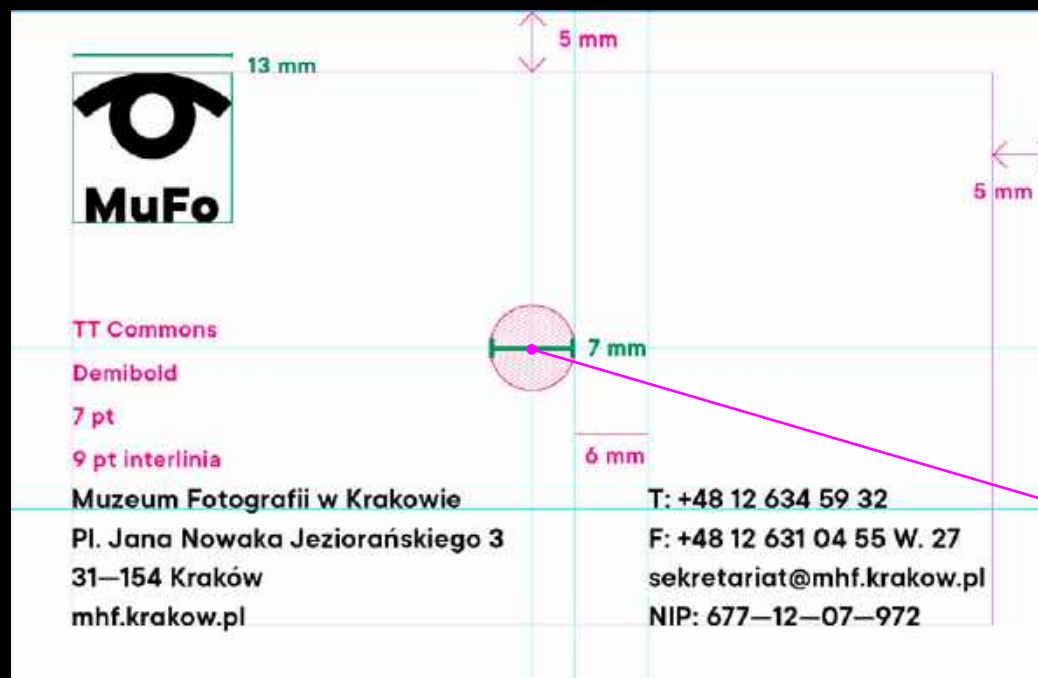 5 mm
13 mm
MuFo
5 mm
TT Commons
Demibold
7 pt
9 pt interlinia
7 mm
6 mm
Muzeum Fotografii w Krakowie
Pl. Jana Nowaka Jeziorańskiego 3
31—154 Kraków
mhf.krakow.pl
T: +48 12 634 59 32
F: +48 12 631 04 55 W. 27
sekretariat@mhf.krakow.pl
NIP: 677—12—07—972